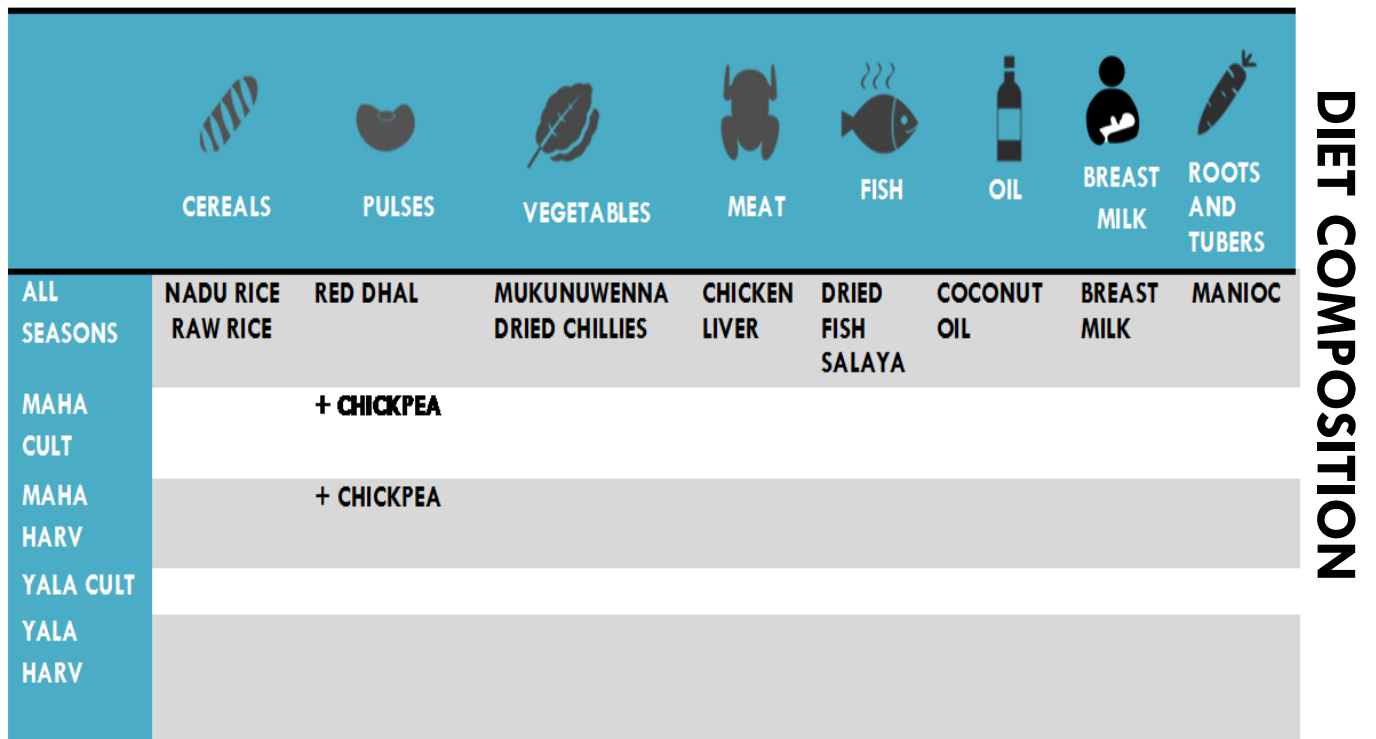 CEREALS
PULSES
VEGETABLES
MEAT
FISH
OIL
BREAST
MILK
ROOTS
AND
TUBERS
ALL
SEASONS
NADU RICE
RAW RICE
RED DHAL
MUKUNUWENNA
DRIED CHILLIES
CHICKEN
LIVER
DRIED
FISH
SALAYA
COCONUT
OIL
BREAST
MILK
MANIOC
MAHA
CULT
+ CHICKPEA
MAHA
HARV
+ CHICKPEA
YALA CULT
YALA
HARV
DIET COMPOSITION